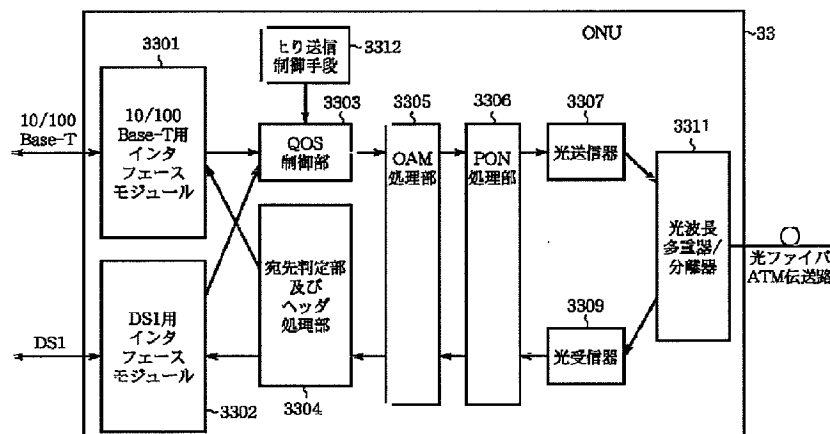 ONU
33
3301
上り送信
制御手段
3312
10/100
Base-T
10/100
Base-T用
インタ
フェース
モジュール
3303
QOS
制御部
3305
OAM
処理部
3306
PON
処理部
3307
光送信器
3311
光波長
多重器/
分離器
光ファイバ
ATM伝送路
宛先判定部
及び
ヘッダ
処理部
3304
DS1
DS1用
インタ
フェース
モジュール
3302
3309
光受信器